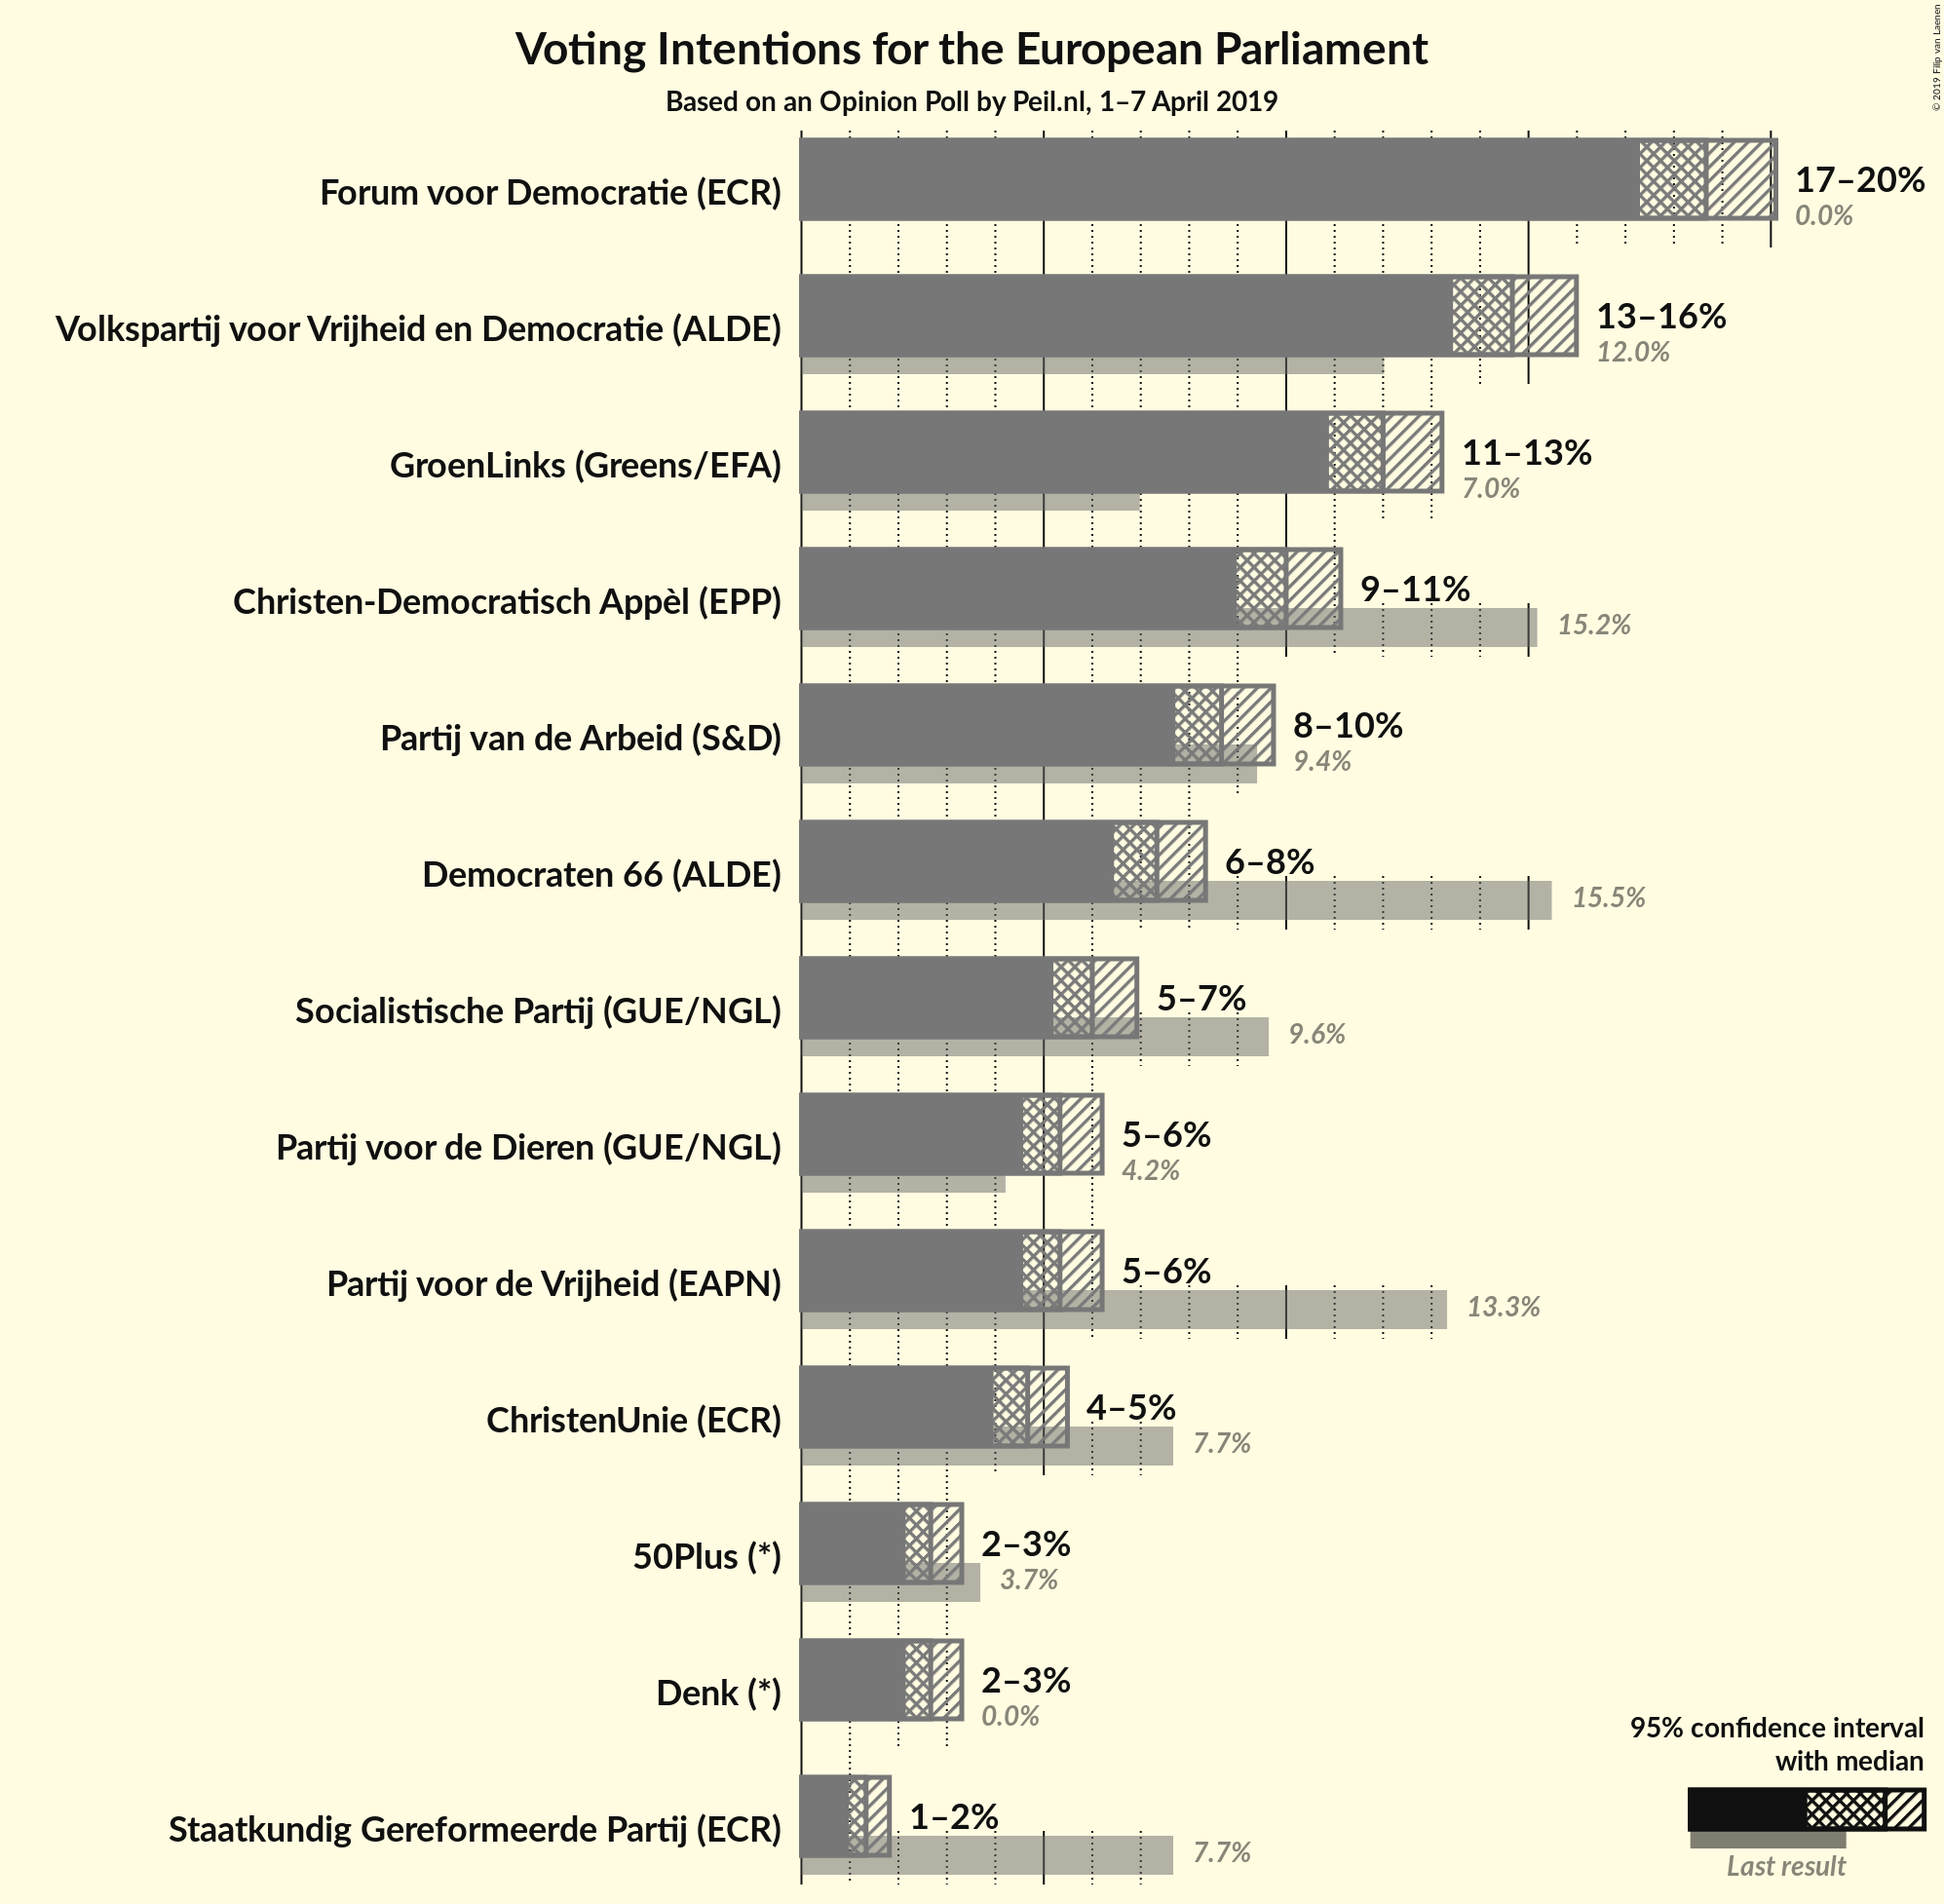 Voting Intentions for the European Parliament
Based on an Opinion Poll by Peil.nl, 1–7 April 2019
© 2019 Filip van Laenen
Forum voor Democratie (ECR)
17–20%
0.0%
Volkspartij voor Vrijheid en Democratie (ALDE)
13–16%
12.0%
GroenLinks (Greens/EFA)
11–13%
7.0%
Christen-Democratisch Appèl (EPP)
9–11%
15.2%
Partij van de Arbeid (S&D)
8–10%
9.4%
Democraten 66 (ALDE)
6–8%
15.5%
Socialistische Partij (GUE/NGL)
5–7%
9.6%
Partij voor de Dieren (GUE/NGL)
5–6%
4.2%
Partij voor de Vrijheid (EAPN)
5–6%
13.3%
ChristenUnie (ECR)
4–5%
7.7%
50Plus (*)
2–3%
3.7%
Denk (*)
2–3%
0.0%
Staatkundig Gereformeerde Partij (ECR)
1–2%
7.7%
95% confidence interval
with median
Last result